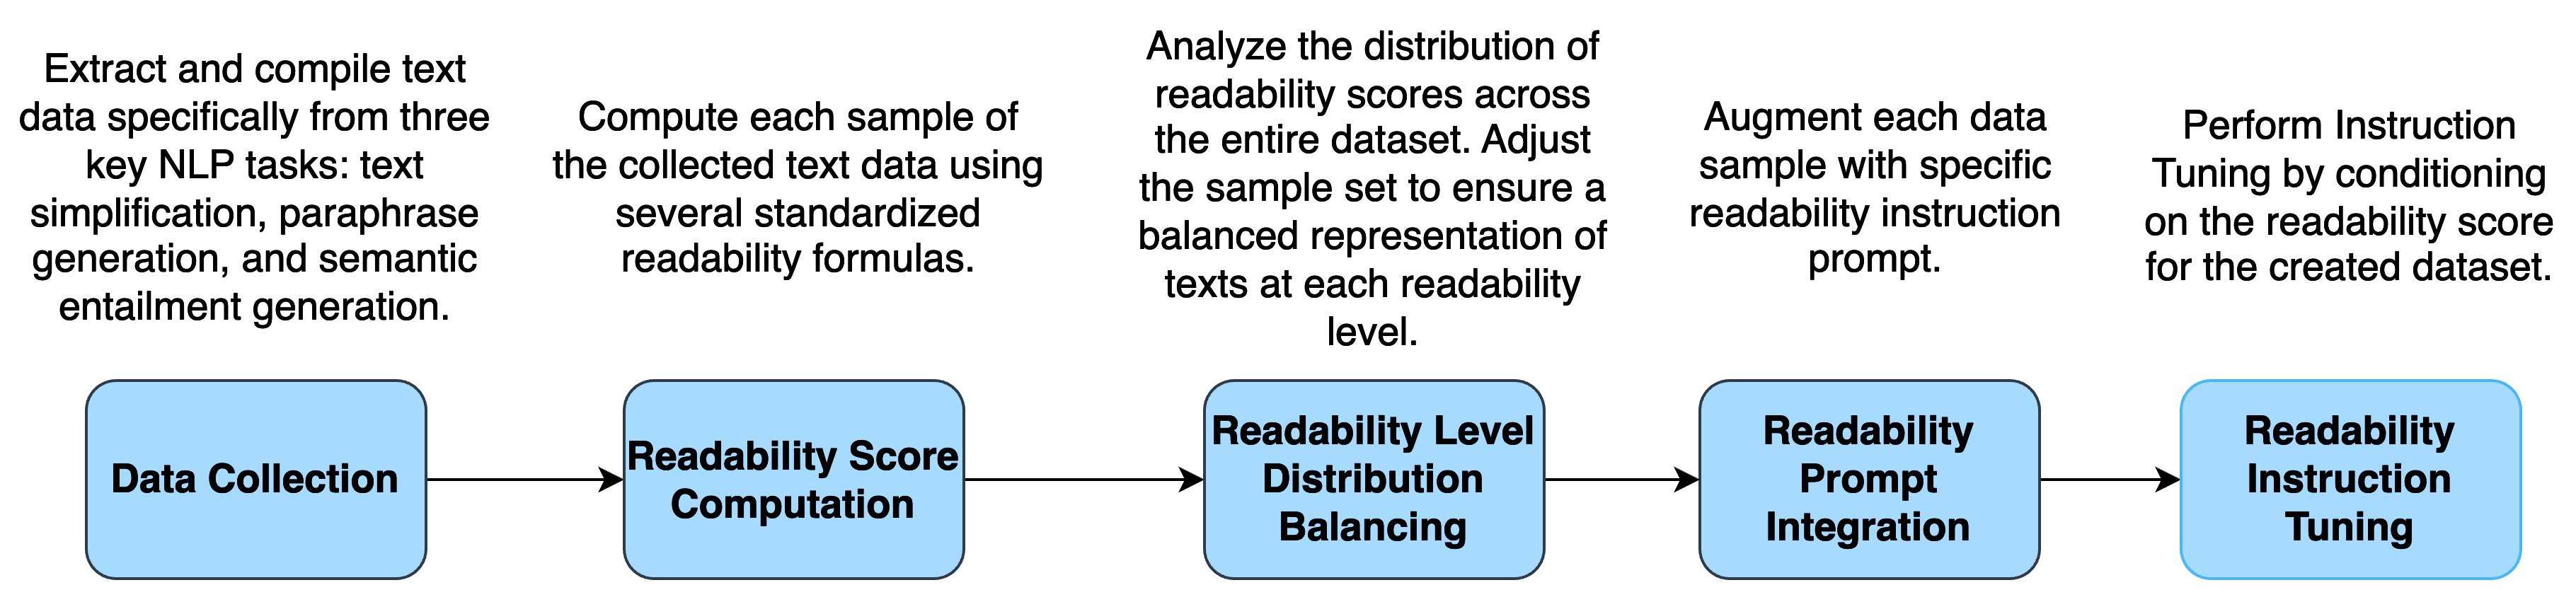 Extract and compile text
data specifically from three
key NLP tasks: text
simplification, paraphrase
generation, and semantic
entailment generation.
Compute each sample of
the collected text data using
several standardized
readability formulas.
Analyze the distribution of
readability scores across
the entire dataset. Adjust
the sample set to ensure a
balanced representation of
texts at each readability
level.
Augment each data
sample with specific
readability instruction
prompt.
Perform Instruction
Tuning by conditioning
on the readability score
for the created dataset.
Data Collection
Readability Score
Computation
Readability Level
Distribution
Balancing
Readability
Prompt
Integration
Readability
Instruction
Tuning